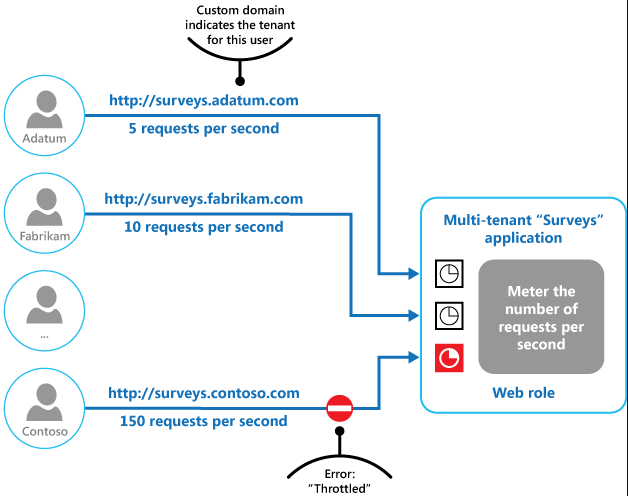 Custom domain
indicates the tenant
for this user
http://surveys.adatum.com
5 requests per second
Adatum
http://surveys.fabrikam.com
10 requests per second
Fabrikam
Multi-tenant “Surveys”
application
Meter the
number of
requests per
second
Web role
...
http://surveys.contoso.com
150 requests per second
Contoso
Error:
“Throttled”